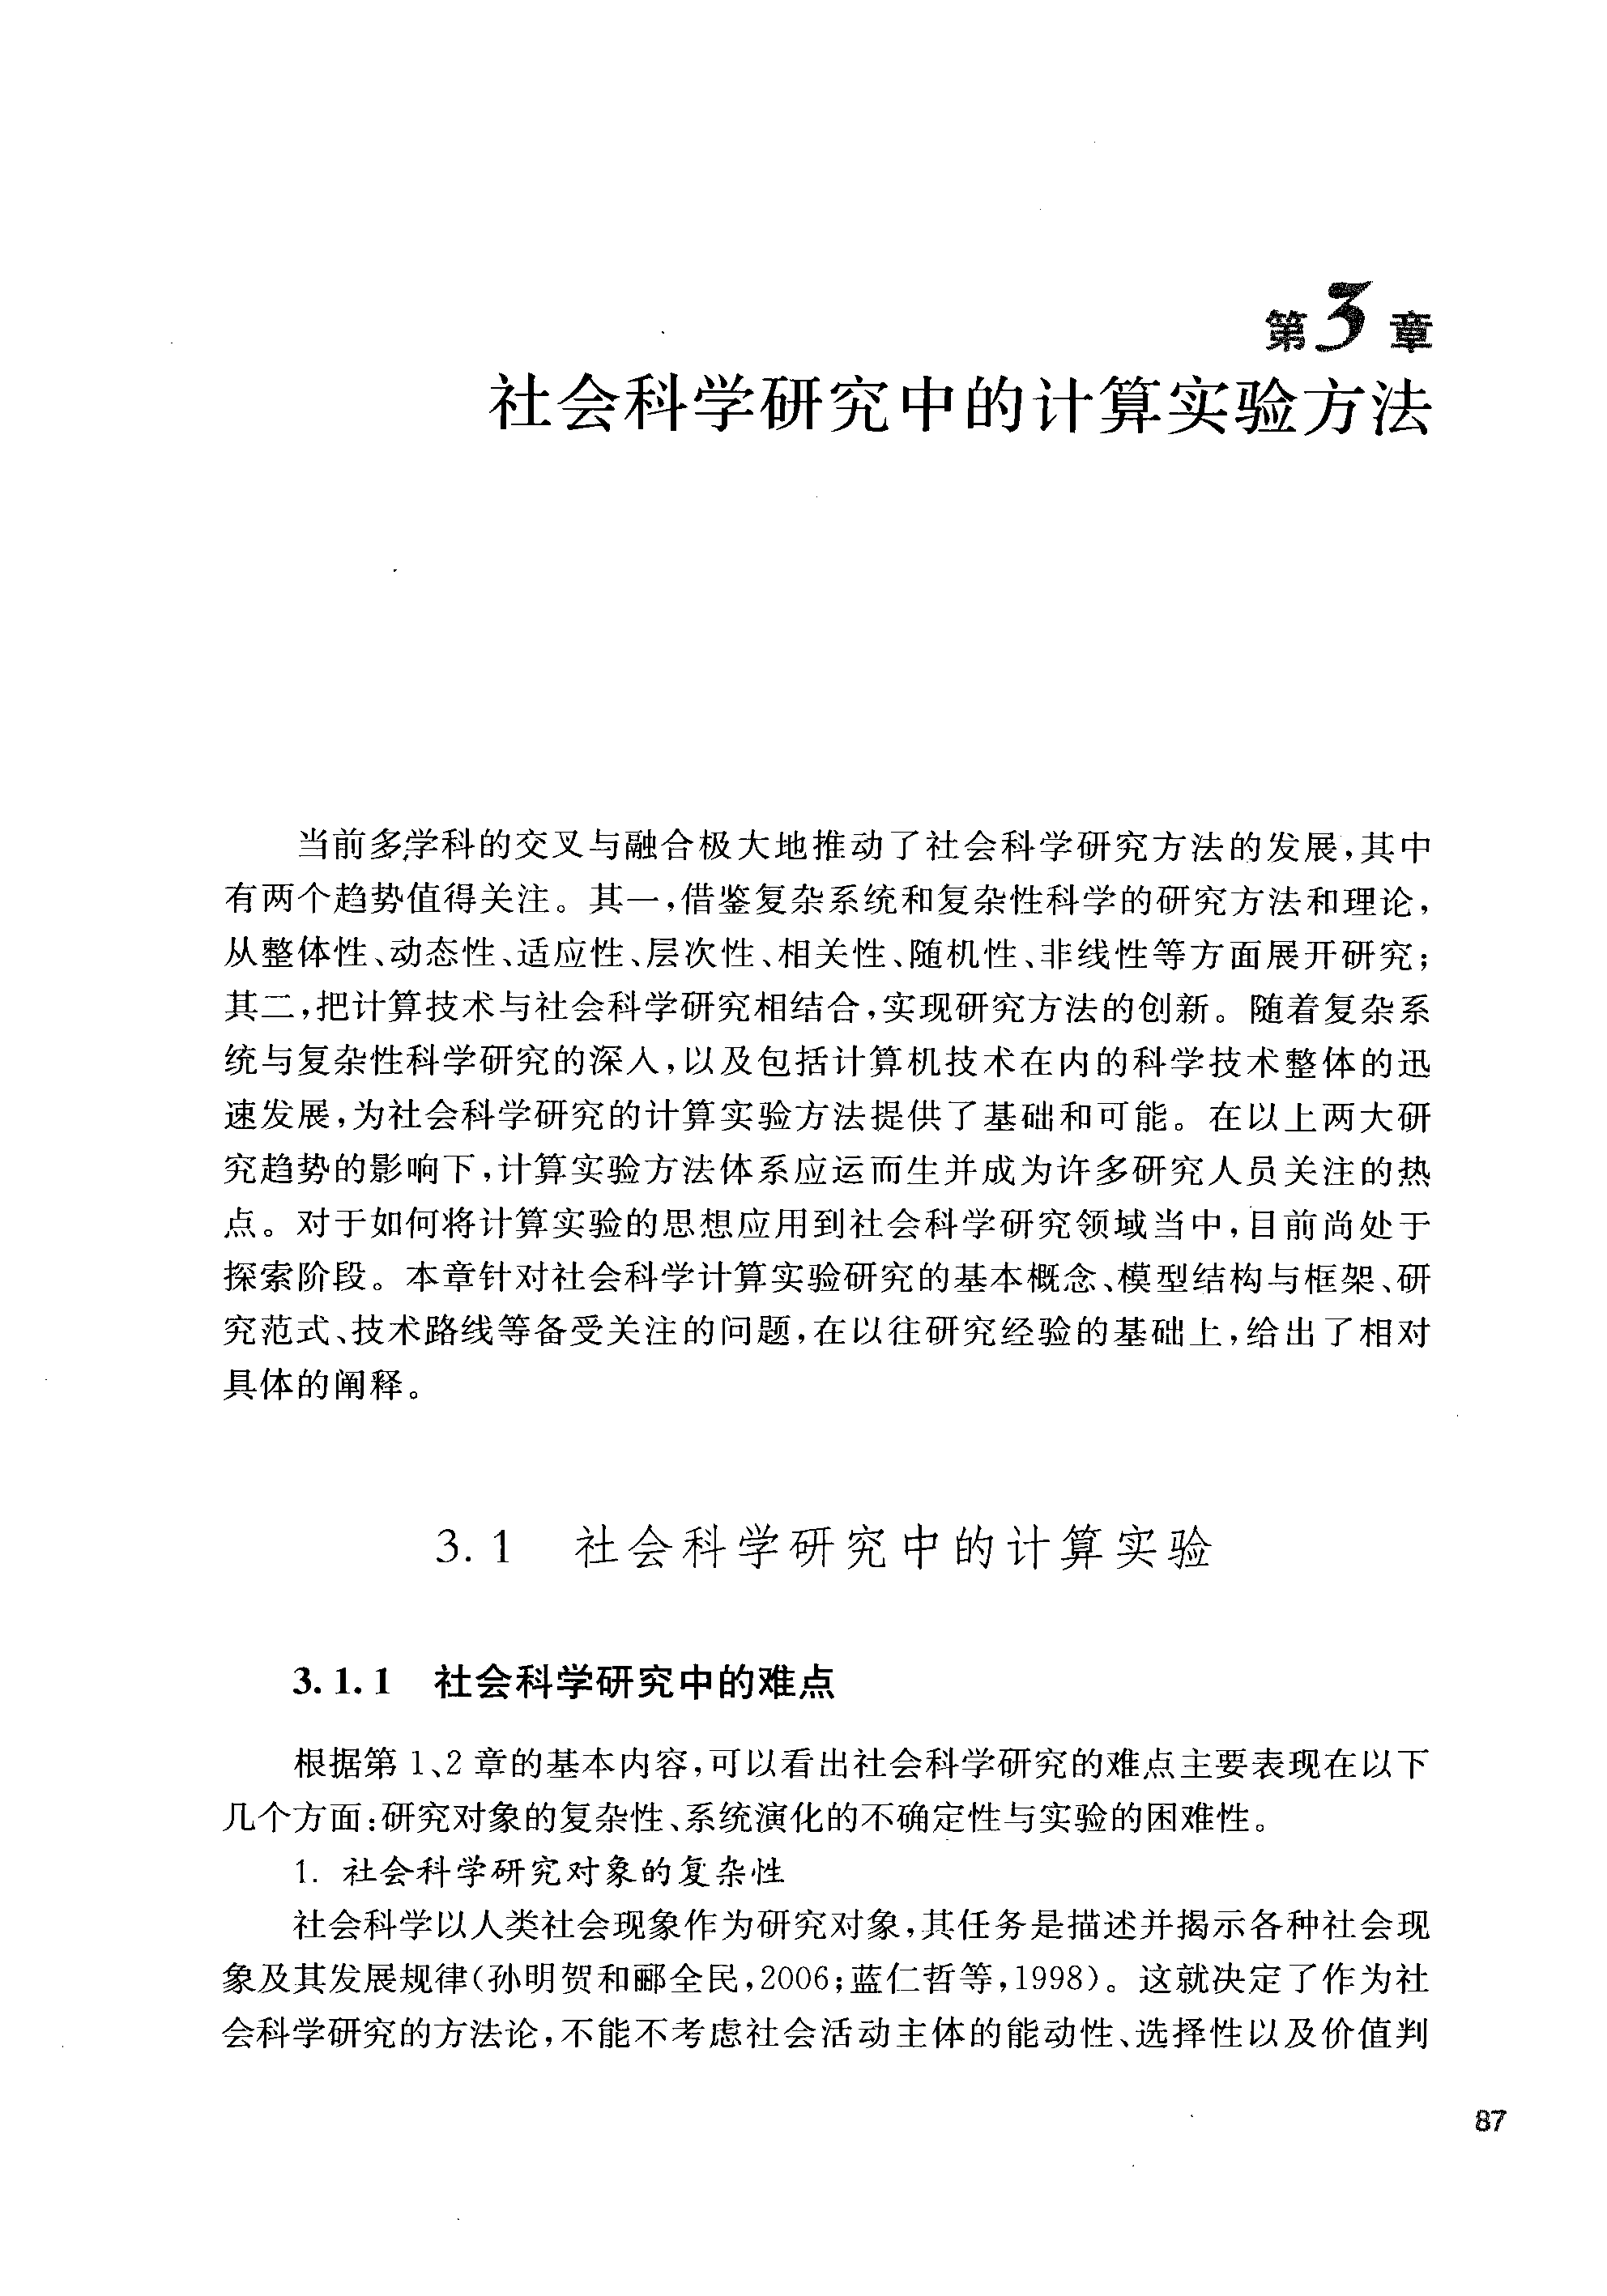 第3章
社会科学研究中的计算实验方法
当前多学科的交叉与融合极大地推动了社会科学研究方法的发展,其中
有两个趋势值得关注。其一,借鉴复杂系统和复杂性科学的研究方法和理论,
从整体性、动态性、适应性、层次性、相关性、随机性、非线性等方面展开研究;
其二,把计算技术与社会科学研究相结合,实现研究方法的创新。随着复杂系
统与复杂性科学研究的深入,以及包括计算机技术在内的科学技术整体的迅
速发展,为社会科学研究的计算实验方法提供了基础和可能。在以上两大研
究趋势的影响下,计算实验方法体系应运而生并成为许多研究人员关注的热
点。对于如何将计算实验的思想应用到社会科学研究领域当中,目前尚处于
探索阶段。本章针对社会科学计算实验研究的基本概念、模型结构与框架、研
究范式、技术路线等备受关注的问题,在以往研究经验的基础上,给出了相对
具体的阐释。
3.1 社会科学研究中的计算实验
3.1.1 社会科学研究中的难点
根据第1、2章的基本内容,可以看出社会科学研究的难点主要表现在以下
几个方面:研究对象的复杂性、系统演化的不确定性与实验的困难性。
1. 社会科学研究对象的复杂性
社会科学以人类社会现象作为研究对象,其任务是描述并揭示各种社会现
象及其发展规律(孙明贺和郦全民,2006;蓝仁哲等,1998)。这就决定了作为社
会科学研究的方法论,不能不考虑社会活动主体的能动性、选择性以及价值判
87